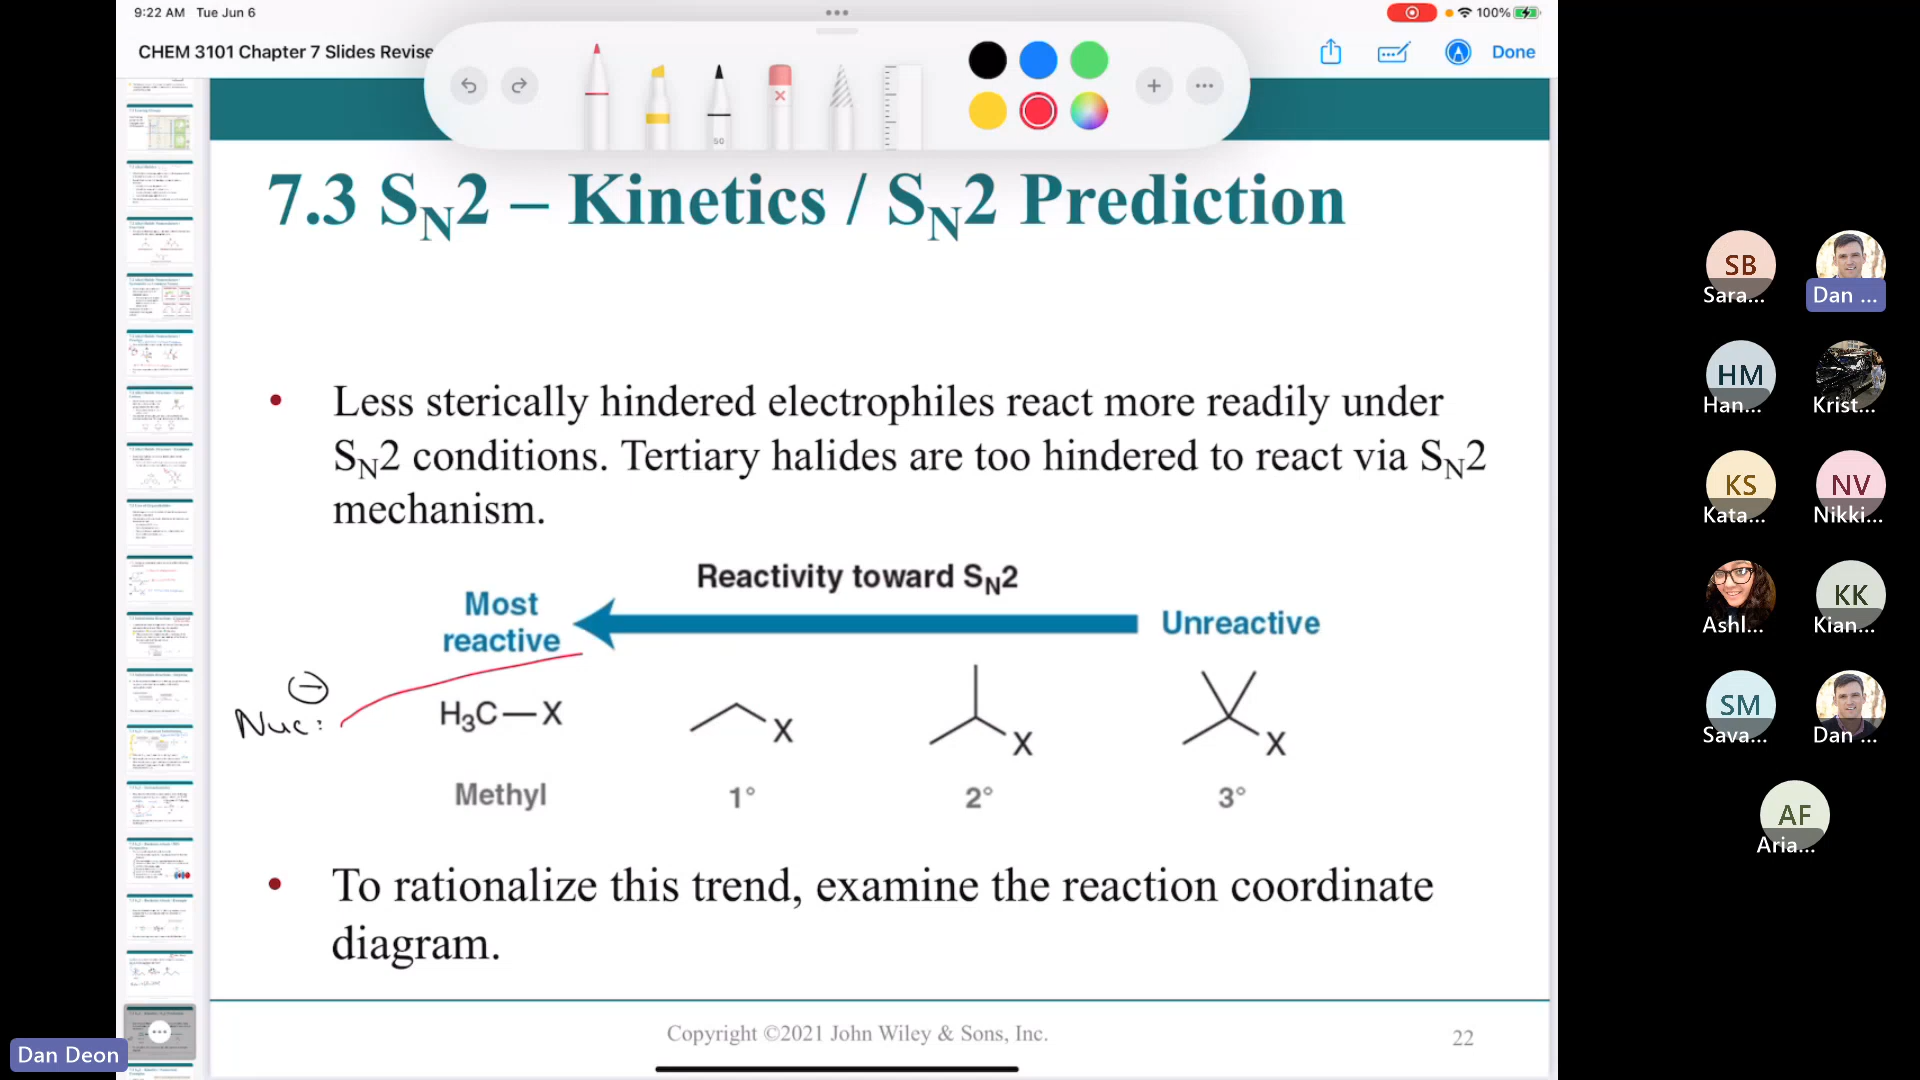 9:22 AM Tue Jun 6
100%
CHEM 3101 Chapter 7 Slides Revise
Done
50
7.3 SN2 – Kinetics / SN2 Prediction
• Less sterically hindered electrophiles react more readily under
SN2 conditions. Tertiary halides are too hindered to react via SN2
mechanism.
Reactivity toward SN2
Most
reactive
Unreactive
Nuc:
⊖
H3C—X
X
X
X
Methyl
1°
2°
3°
• To rationalize this trend, examine the reaction coordinate
diagram.
Copyright ©2021 John Wiley & Sons, Inc.
22
Dan Deon
SB
Sara...
Dan ...
HM
Han...
Krist...
KS
Kata...
NV
Nikki...
Ashl...
KK
Kian...
SM
Sava...
Dan ...
AF
Aria...